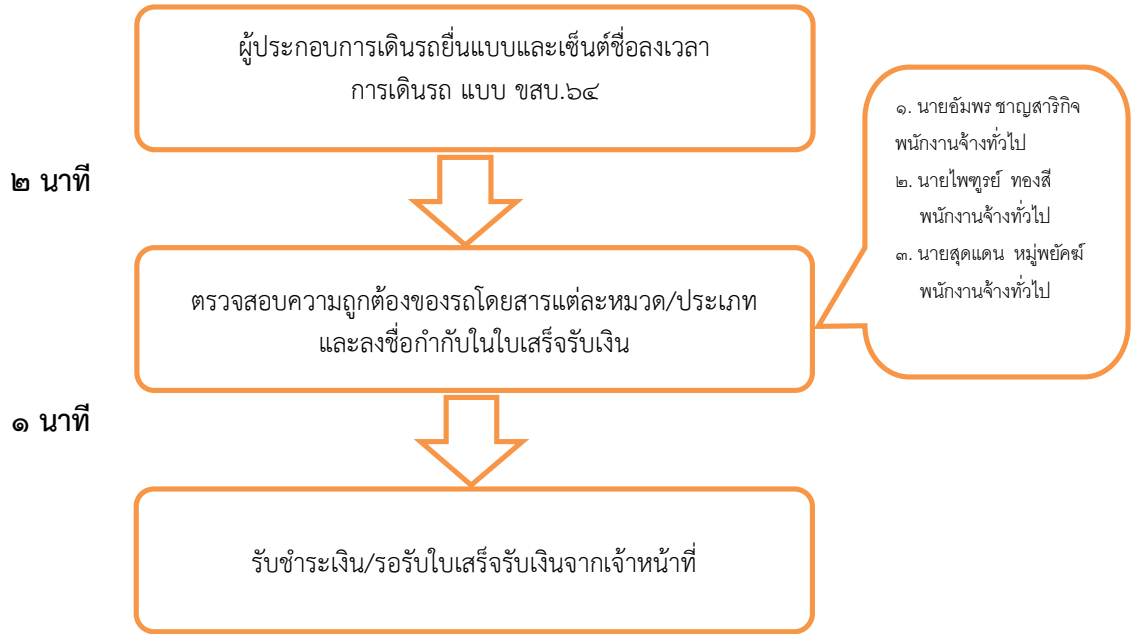 ผู้ประกอบการเดินรถยื่นแบบและเซ็นต์ชื่อลงเวลา
การเดินรถ แบบ ขสบ.๖๔
๒ นาที
ตรวจสอบความถูกต้องของรถโดยสารแต่ละหมวด/ประเภท
และลงชื่อกำกับในใบเสร็จรับเงิน
๑. นายอัมพร ชาญสาริกิจ
พนักงานจ้างทั่วไป
๒. นายไพฑูรย์ ทองสี
พนักงานจ้างทั่วไป
๓. นายสุดแดน หมู่พยัคฆ์
พนักงานจ้างทั่วไป
๑ นาที
รับชำระเงิน/รอรับใบเสร็จรับเงินจากเจ้าหน้าที่